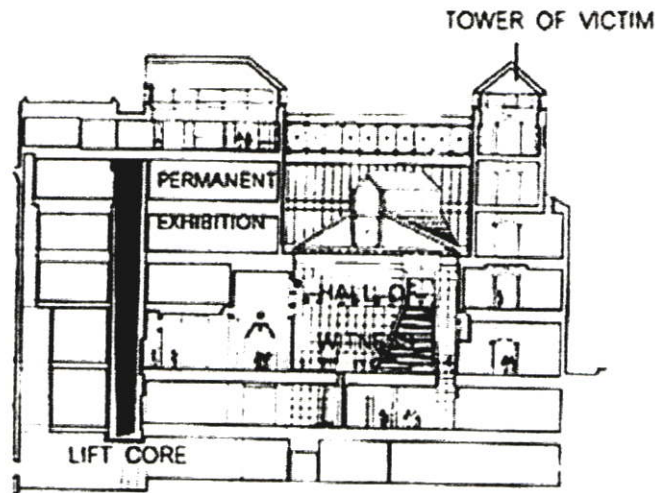 TOWER OF VICTIM
PERMANENT
EXHIBITION
HALL OF
WITNESS
LIFT CORE